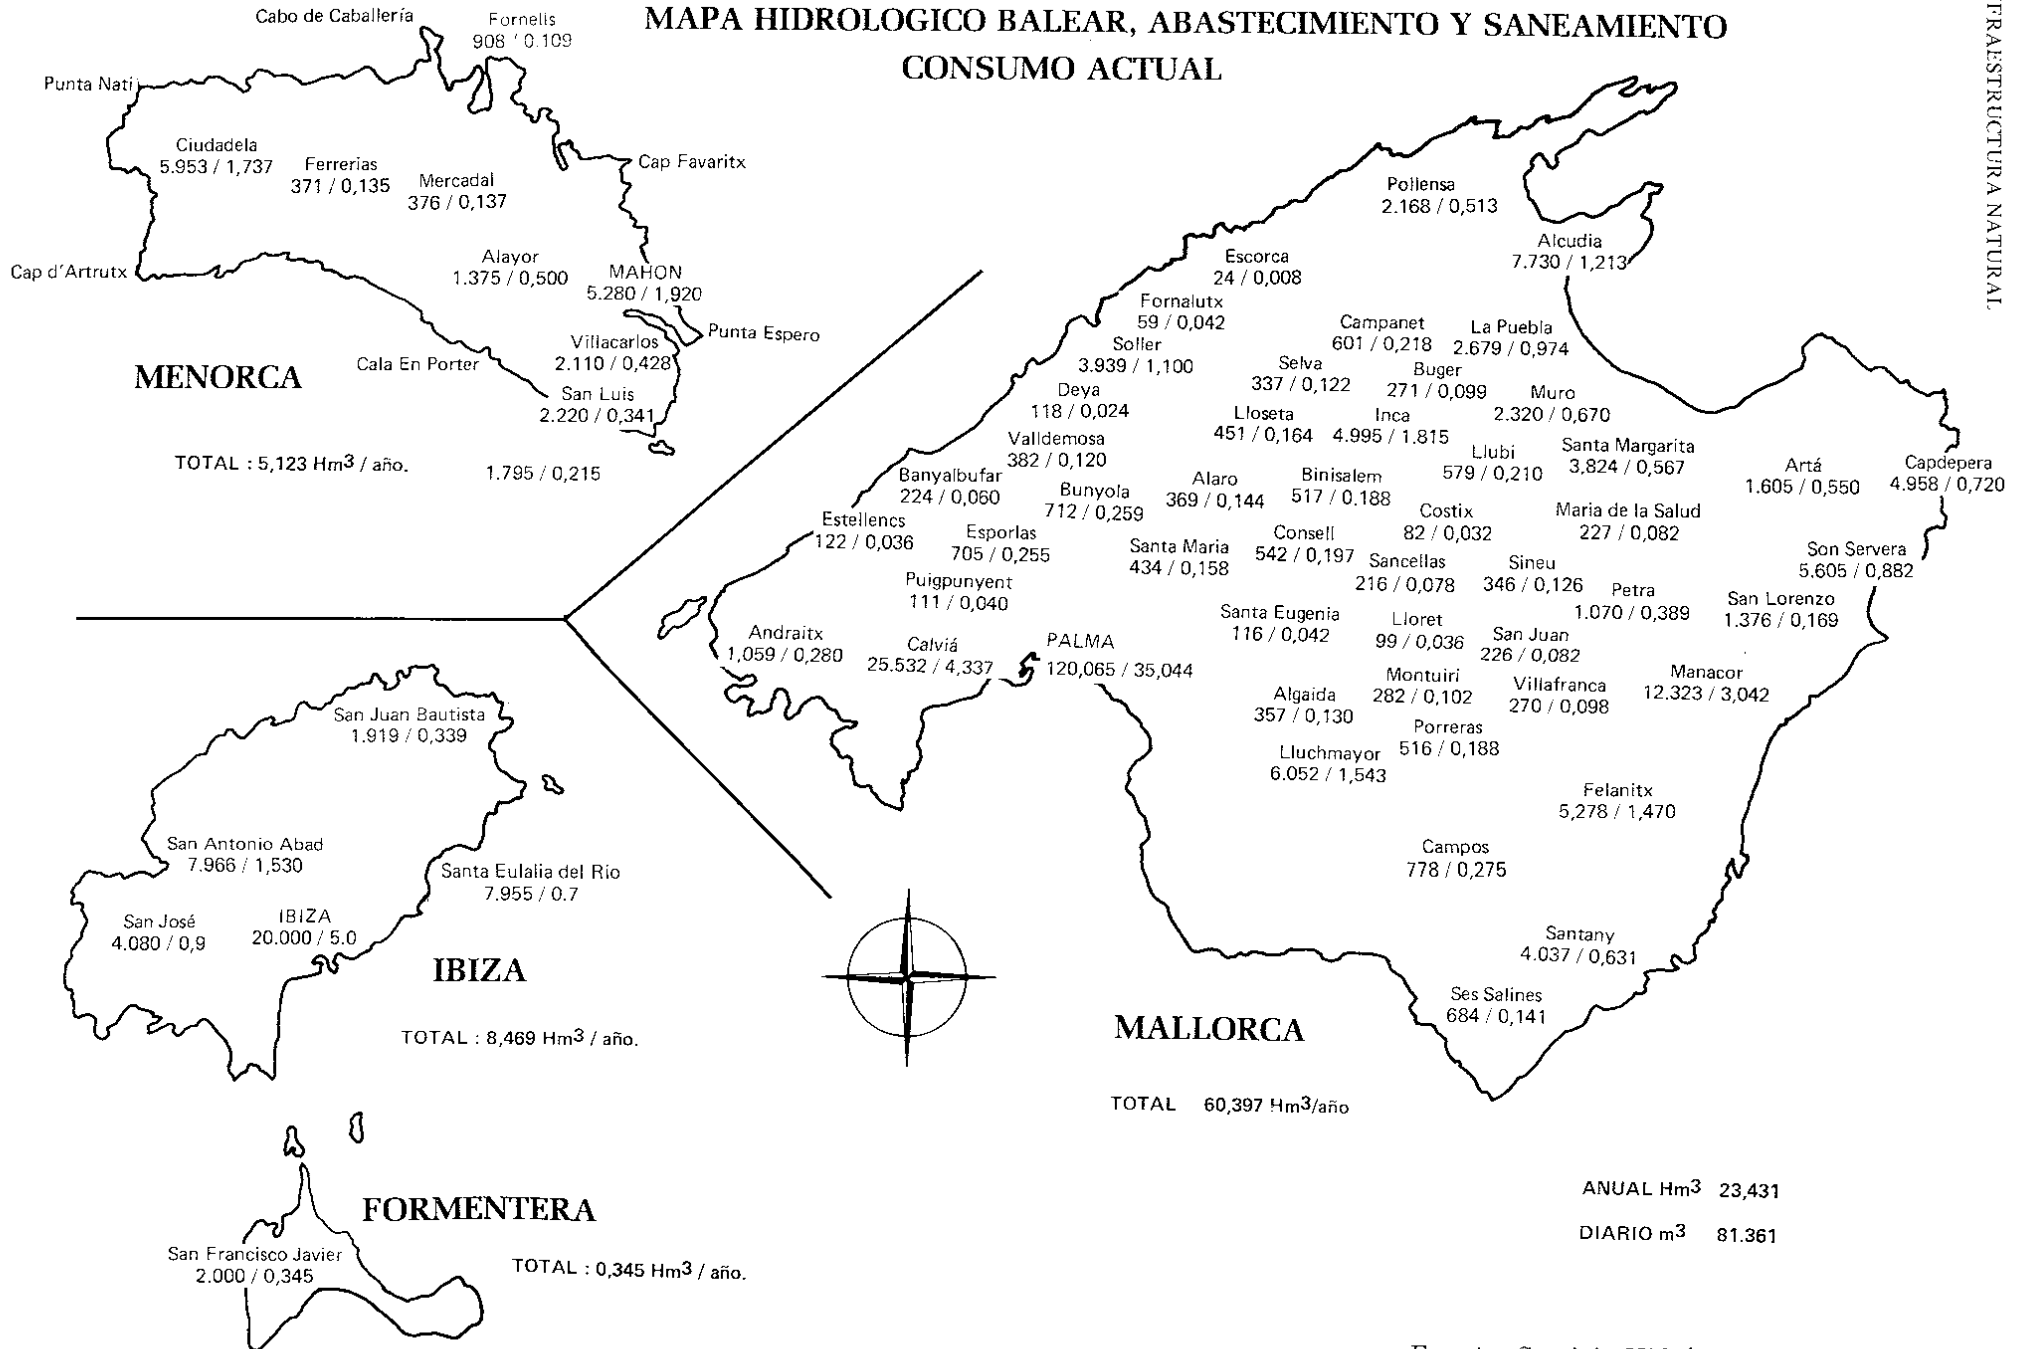 MAPA HIDROLOGICO BALEAR, ABASTECIMIENTO Y SANEAMIENTO
CONSUMO ACTUAL
FRAESTRUCTURA NATURAL
Cabo de Caballería
Fornells
908 / 0.109
Punta Nati
Ciudadela
5.953 / 1,737
Ferrerías
371 / 0,135
Mercadal
376 / 0,137
Cap Favaritx
Cap d'Artrutx
Alayor
1.375 / 0,500
MAHON
5.280 / 1,920
Punta Espero
Villacarlos
2.110 / 0,428
Cala En Porter
San Luis
2.220 / 0,341
MENORCA
TOTAL : 5,123 Hm3 / año.
1.795 / 0,215
Pollensa
2.168 / 0,513
Alcudia
7.730 / 1,213
Escorca
24 / 0,008
Fornalutx
59 / 0,042
Soller
3.939 / 1,100
Campanet
601 / 0,218
La Puebla
2.679 / 0,974
Selva
337 / 0,122
Buger
271 / 0,099
Deya
118 / 0,024
Muro
2.320 / 0,670
Lloseta
451 / 0,164
Inca
4.995 / 1.815
Valldemosa
382 / 0,120
Llubi
579 / 0,210
Santa Margarita
3,824 / 0,567
Artá
1.605 / 0,550
Capdepera
4.958 / 0,720
Banyalbufar
224 / 0,060
Bunyola
712 / 0,259
Alaro
369 / 0,144
Binisalem
517 / 0.188
Estellencs
122 / 0,036
Esporlas
705 / 0,255
Costix
82 / 0,032
Maria de la Salud
227 / 0,082
Santa Maria
434 / 0,158
Consell
542 / 0,197
Sancellas
216 / 0,078
Sineu
346 / 0,126
Son Servera
5.605 / 0,882
Puigpunyent
111 / 0,040
Petra
1.070 / 0,389
San Lorenzo
1.376 / 0,169
Santa Eugenia
116 / 0,042
Lloret
99 / 0,036
San Juan
226 / 0,082
Andraitx
1,059 / 0,280
Calviá
25.532 / 4,337
PALMA
120,065 / 35,044
Montuiri
282 / 0,102
Villafranca
270 / 0,098
Manacor
12.323 / 3,042
Algaida
357 / 0,130
Porreras
516 / 0,188
Lluchmayor
6.052 / 1,543
Felanitx
5,278 / 1,470
Campos
778 / 0,275
Santany
4.037 / 0,631
Ses Salines
684 / 0,141
MALLORCA
TOTAL 60,397 Hm3/año
San Juan Bautista
1.919 / 0,339
San Antonio Abad
7.966 / 1,530
Santa Eulalia del Río
7.955 / 0.7
San José
4.080 / 0,9
IBIZA
20.000 / 5.0
IBIZA
TOTAL : 8,469 Hm3 / año.
FORMENTERA
San Francisco Javier
2.000 / 0,345
TOTAL : 0,345 Hm3 / año.
ANUAL Hm3 23,431
DIARIO m3 81.361